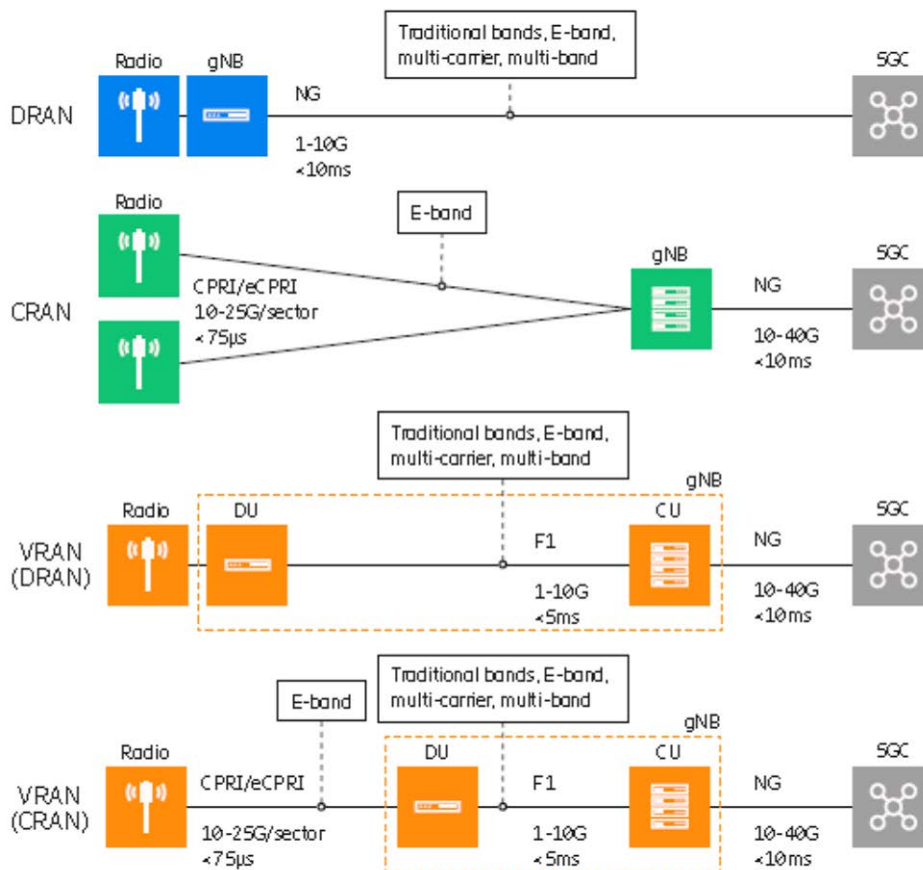 Traditional bands, E-band,
multi-carrier, multi-band
Radio
gNB
5GC
DRAN
NG
1-10G
<10ms
Radio
E-band
gNB
5GC
CRAN
CPRI/eCPRI
10-25G/sector
<75µs
NG
10-40G
<10ms
Traditional bands, E-band,
multi-carrier, multi-band
gNB
Radio
DU
CU
5GC
VRAN
(DRAN)
F1
1-10G
<5ms
NG
10-40G
<10ms
E-band
Traditional bands, E-band,
multi-carrier, multi-band
gNB
Radio
DU
CU
5GC
VRAN
(CRAN)
CPRI/eCPRI
10-25G/sector
<75µs
F1
1-10G
<5ms
NG
10-40G
<10ms